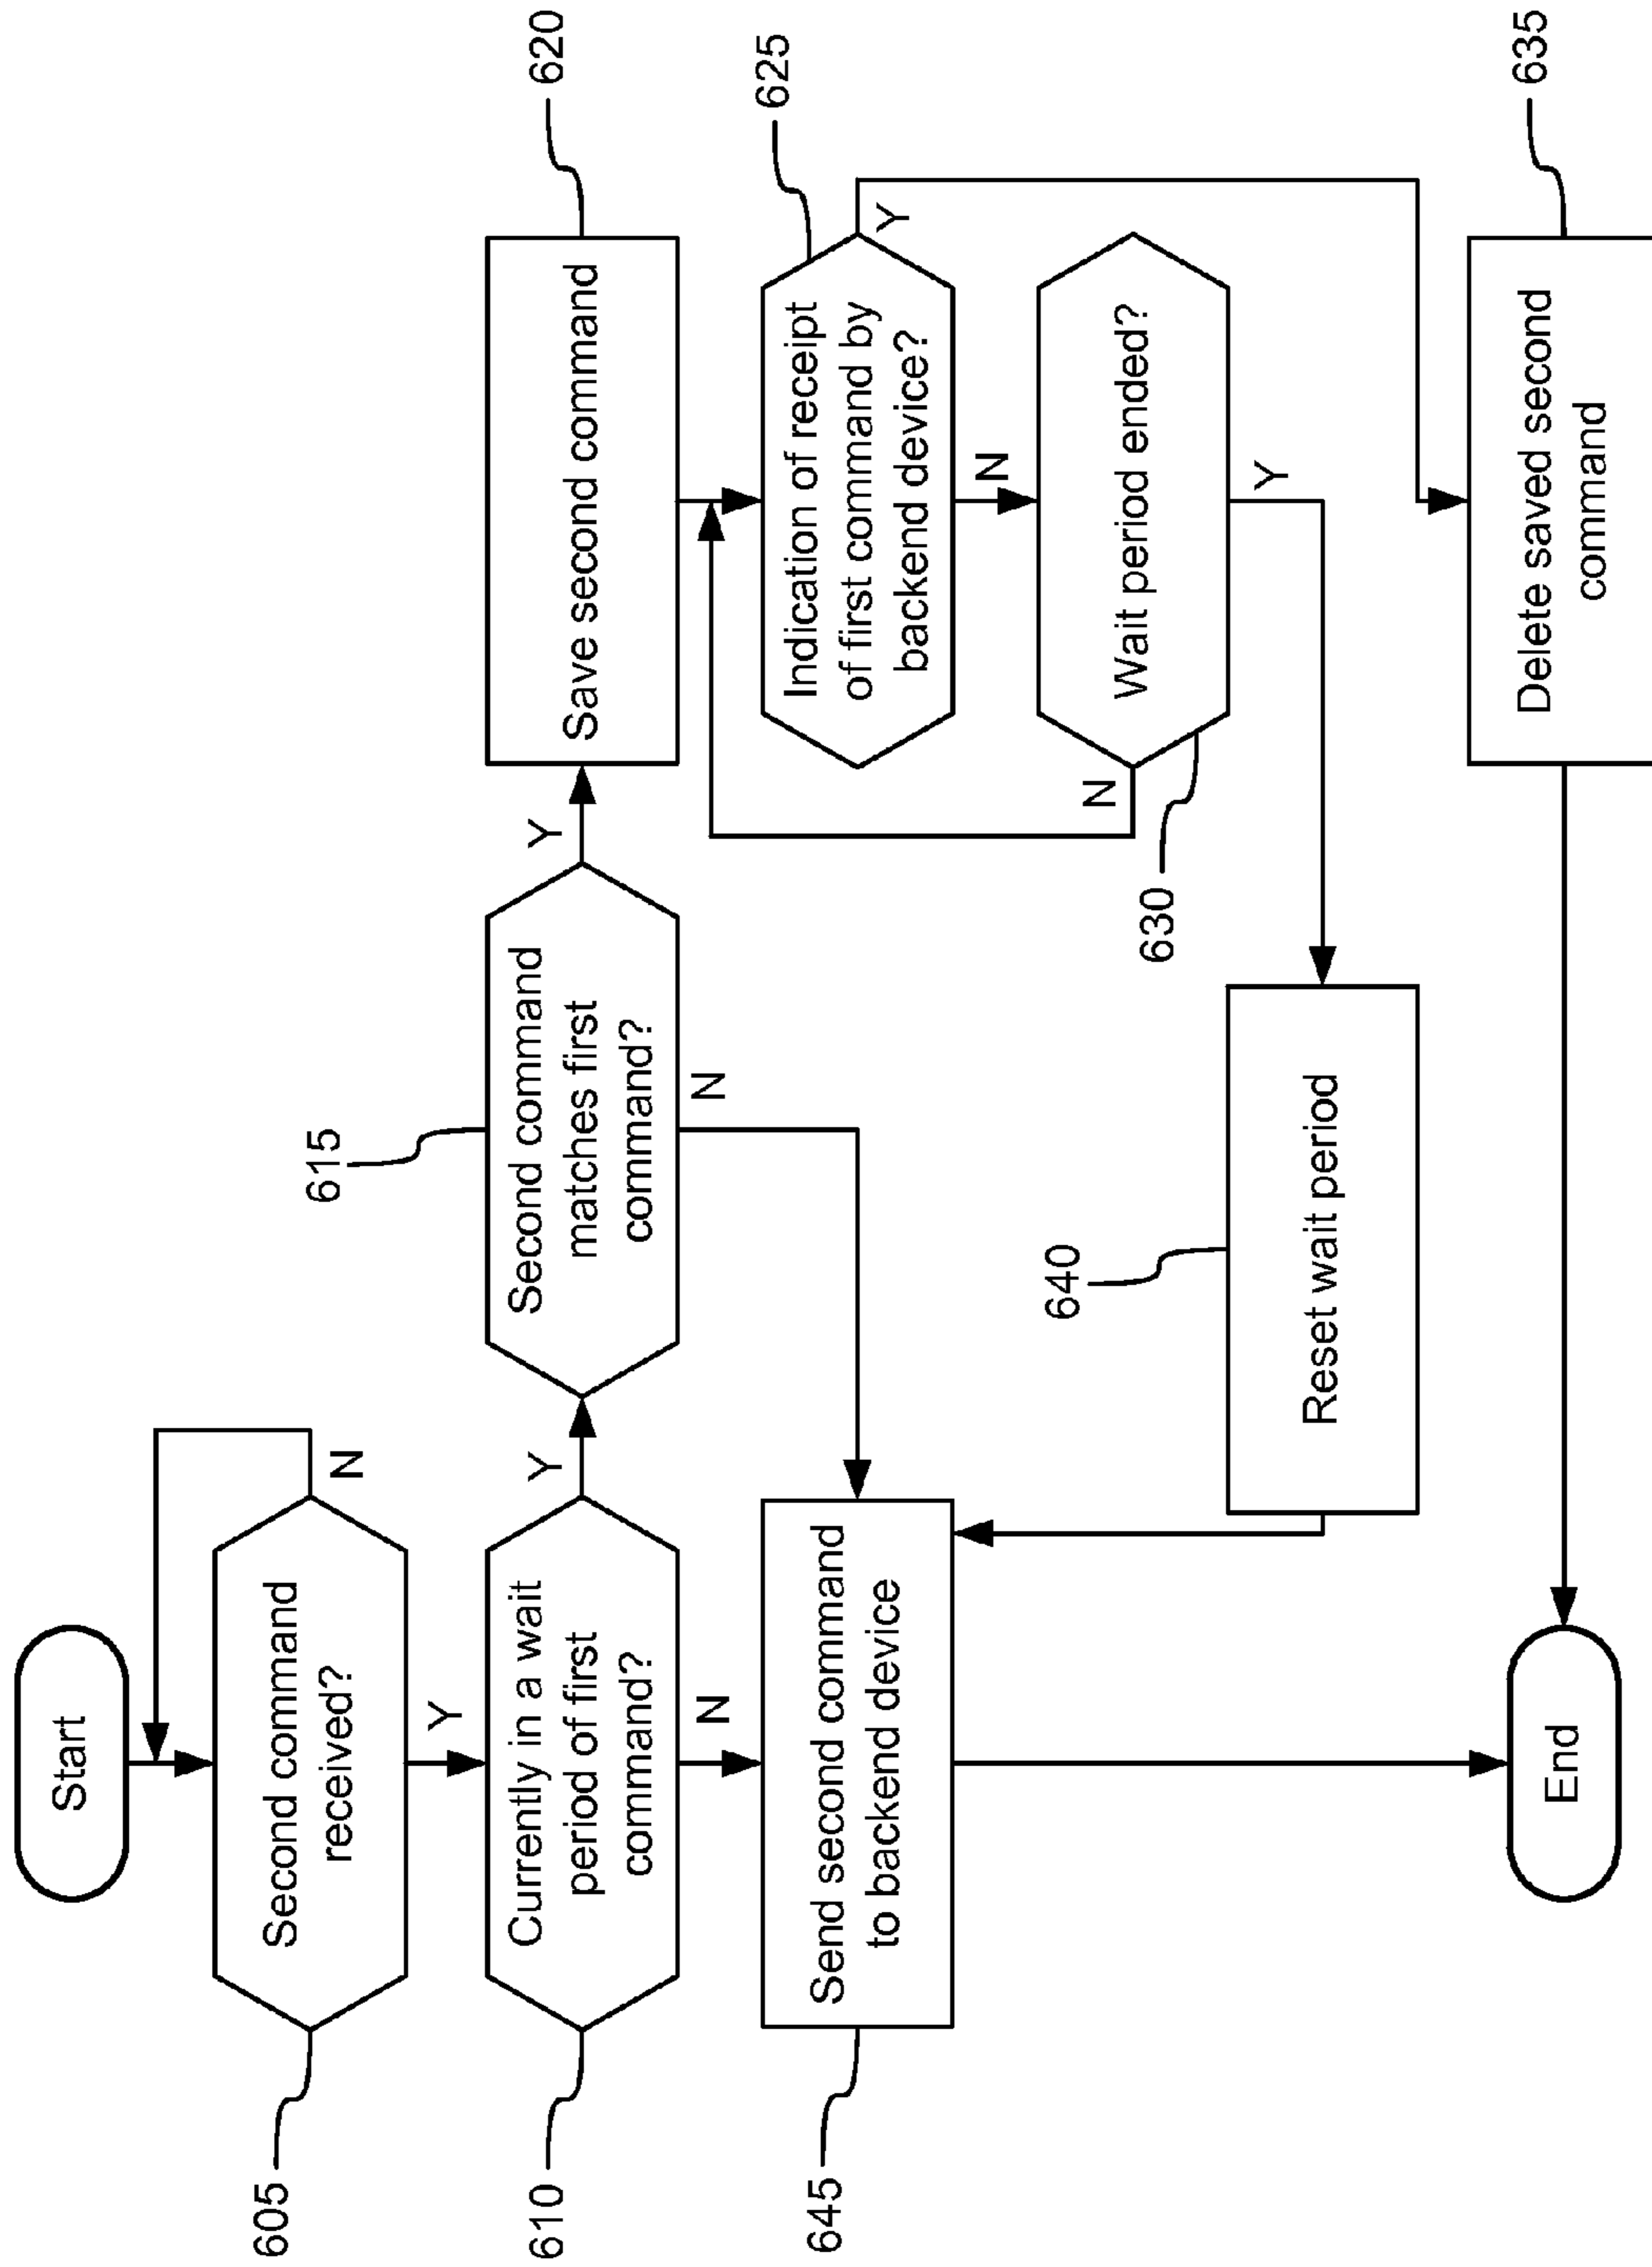 Start
Second command
received?
605
N
Y
Currently in a wait
period of first
command?
610
Y
N
Second command
matches first
command?
615
Y
N
Save second command
620
Indication of receipt
of first command by
backend device?
625
Y
N
Wait period ended?
630
N
Y
Send second command
to backend device
645
Reset wait period
640
Delete saved second
command
635
End